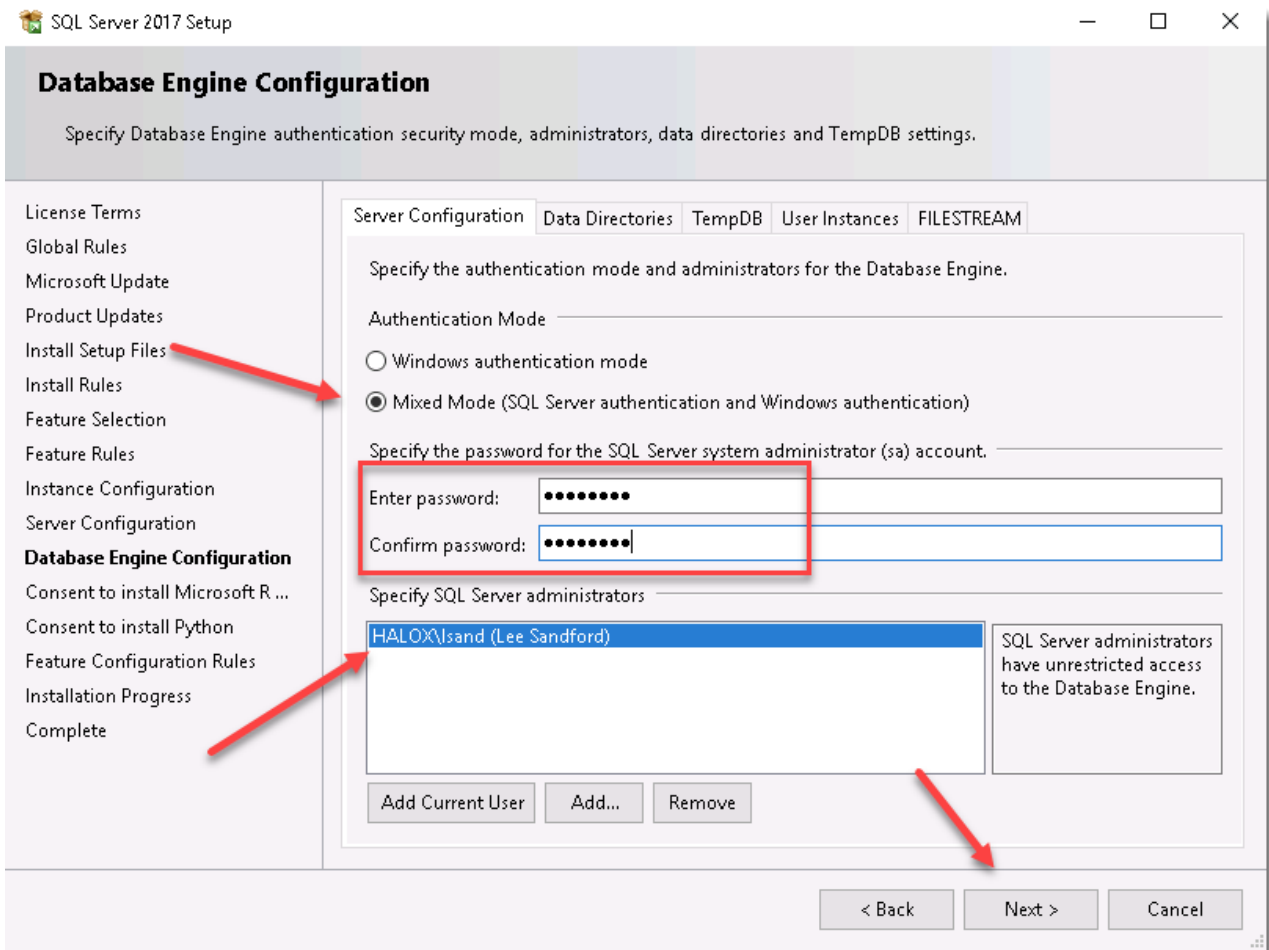 SQL Server 2017 Setup
Database Engine Configuration
Specify Database Engine authentication security mode, administrators, data directories and TempDB settings.
License Terms
Global Rules
Microsoft Update
Product Updates
Install Setup Files
Install Rules
Feature Selection
Feature Rules
Instance Configuration
Server Configuration
Database Engine Configuration
Consent to install Microsoft R ...
Consent to install Python
Feature Configuration Rules
Installation Progress
Complete
Server Configuration Data Directories TempDB User Instances FILESTREAM
Specify the authentication mode and administrators for the Database Engine.
Authentication Mode
Windows authentication mode
Mixed Mode (SQL Server authentication and Windows authentication)
Specify the password for the SQL Server system administrator (sa) account.
Enter password: ●●●●●●●●
Confirm password: ●●●●●●●●
Specify SQL Server administrators
HALOX\lsand (Lee Sandford)
SQL Server administrators
have unrestricted access
to the Database Engine.
Add Current User Add... Remove
< Back Next > Cancel